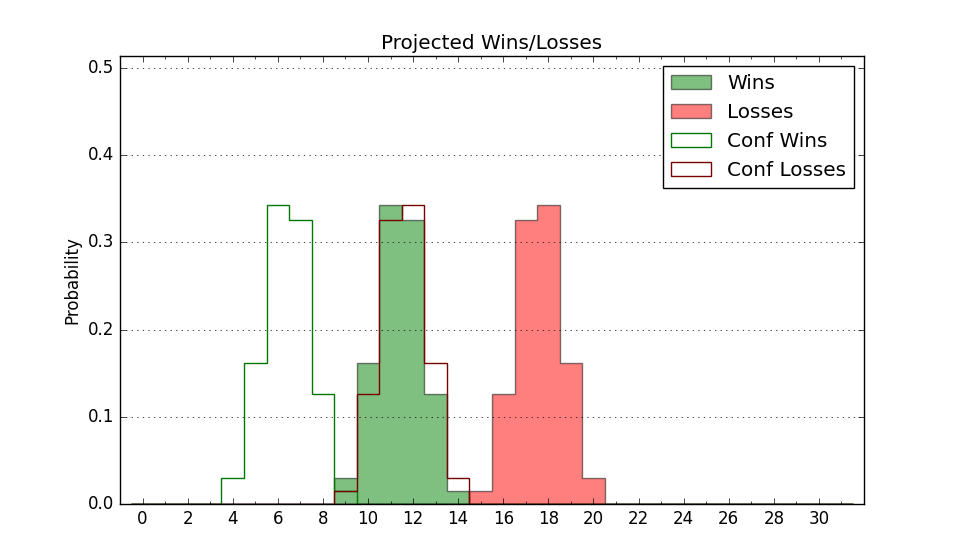 Projected Wins/Losses
Wins
Losses
Conf Wins
Conf Losses
Probability
0.5
0.4
0.3
0.2
0.1
0.0
0 2 4 6 8 10 12 14 16 18 20 22 24 26 28 30